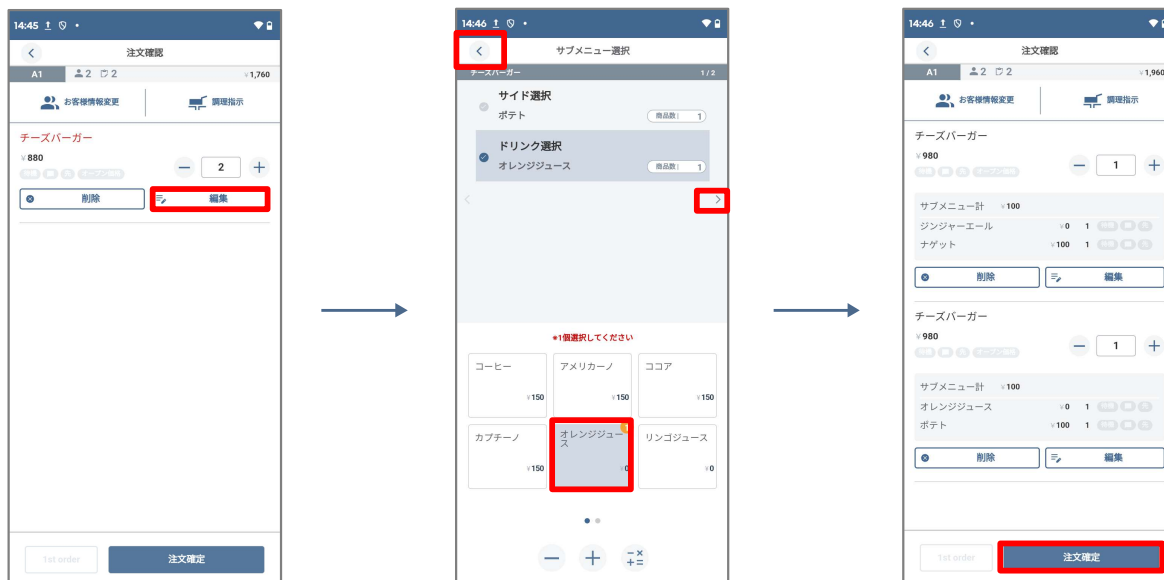 14:45
注文確認
A1 2 2 ¥1,760
お客様情報変更 調理指示
チーズバーガー
¥880
2
削除 編集
1st order 注文確定
14:46
サブメニュー選択
チーズバーガー 1/2
サイド選択
ポテト 商品数| 1
ドリンク選択
オレンジジュース 商品数| 1
*1個選択してください
コーヒー ¥150
アメリカーノ ¥150
ココア ¥150
カプチーノ ¥150
オレンジジュー
ス ¥0
リンゴジュース ¥0
14:46
注文確認
A1 2 2 ¥1,960
お客様情報変更 調理指示
チーズバーガー
¥980
1
サブメニュー計 ¥100
ジンジャーエール ¥0 1
ナゲット ¥100 1
削除 編集
チーズバーガー
¥980
1
サブメニュー計 ¥100
オレンジジュース ¥0 1
ポテト ¥100 1
削除 編集
1st order 注文確定